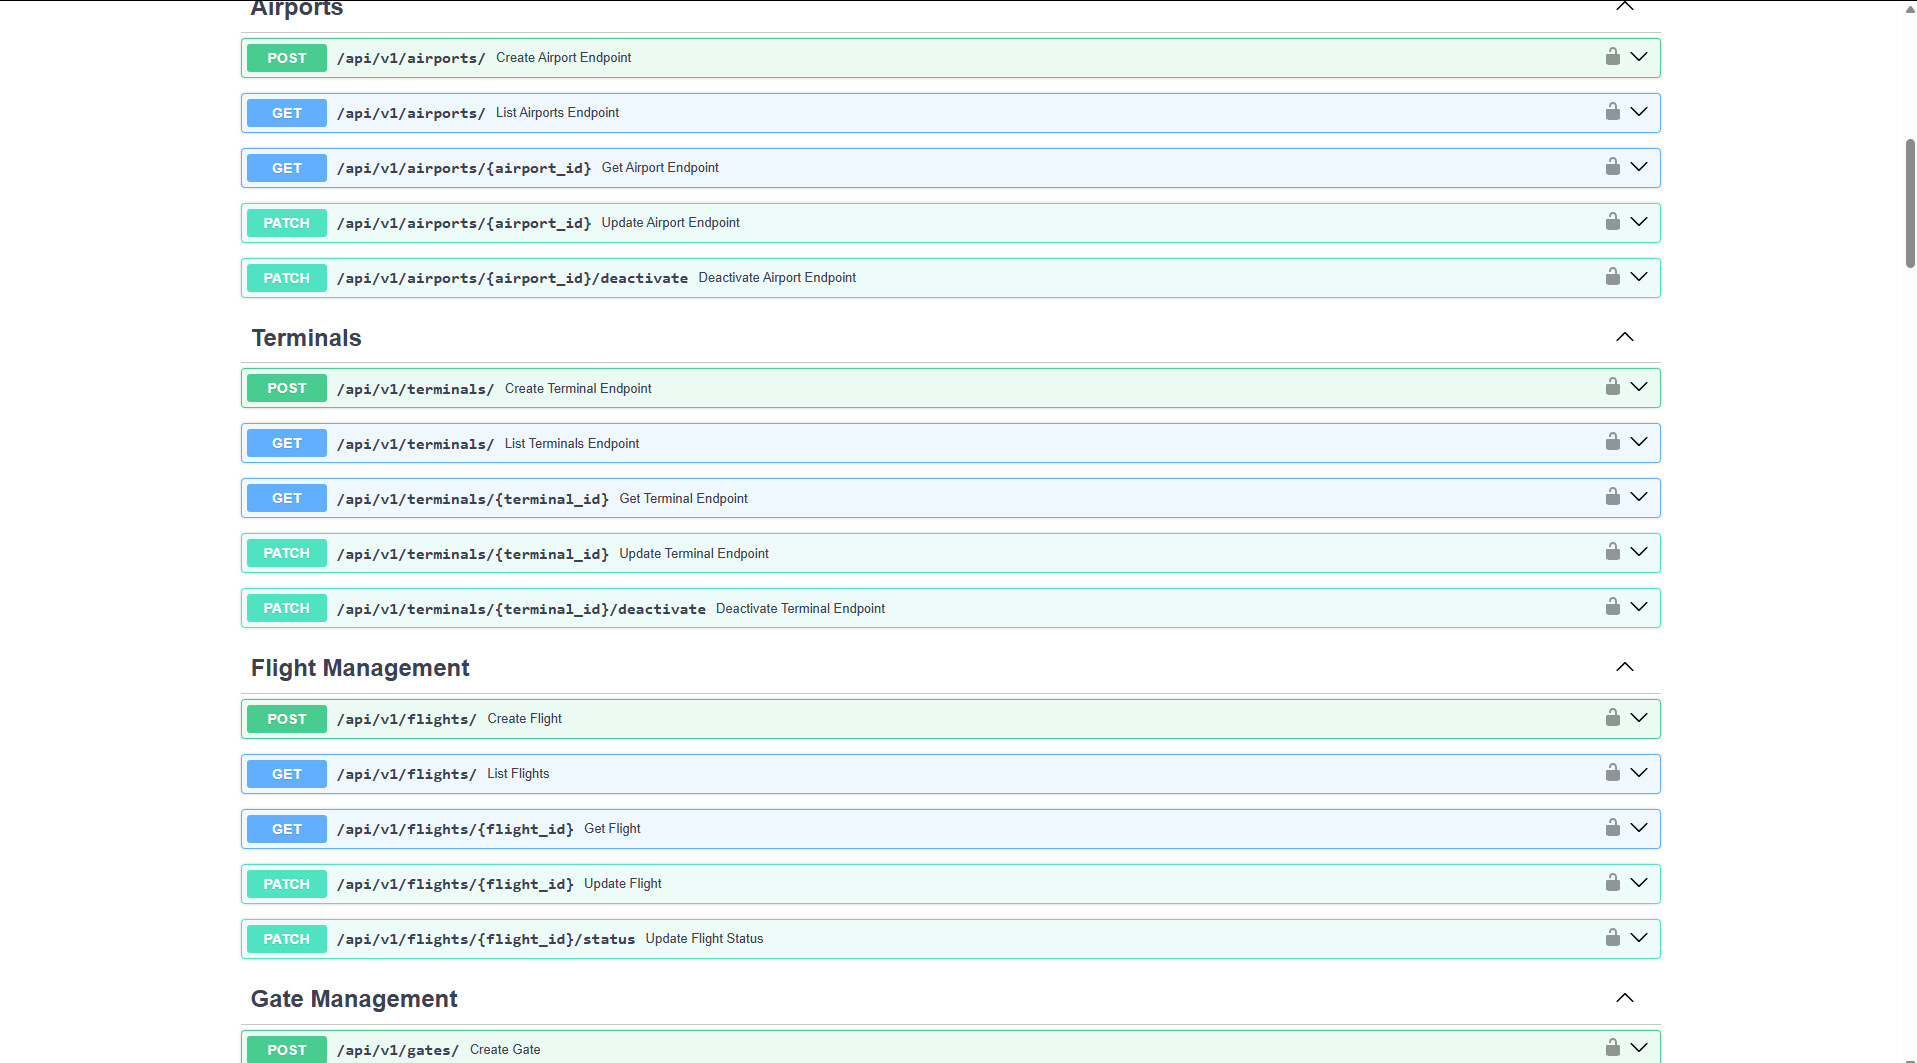 Airports
POST /api/v1/airports/ Create Airport Endpoint
GET /api/v1/airports/ List Airports Endpoint
GET /api/v1/airports/{airport_id} Get Airport Endpoint
PATCH /api/v1/airports/{airport_id} Update Airport Endpoint
PATCH /api/v1/airports/{airport_id}/deactivate Deactivate Airport Endpoint
Terminals
POST /api/v1/terminals/ Create Terminal Endpoint
GET /api/v1/terminals/ List Terminals Endpoint
GET /api/v1/terminals/{terminal_id} Get Terminal Endpoint
PATCH /api/v1/terminals/{terminal_id} Update Terminal Endpoint
PATCH /api/v1/terminals/{terminal_id}/deactivate Deactivate Terminal Endpoint
Flight Management
POST /api/v1/flights/ Create Flight
GET /api/v1/flights/ List Flights
GET /api/v1/flights/{flight_id} Get Flight
PATCH /api/v1/flights/{flight_id} Update Flight
PATCH /api/v1/flights/{flight_id}/status Update Flight Status
Gate Management
POST /api/v1/gates/ Create Gate